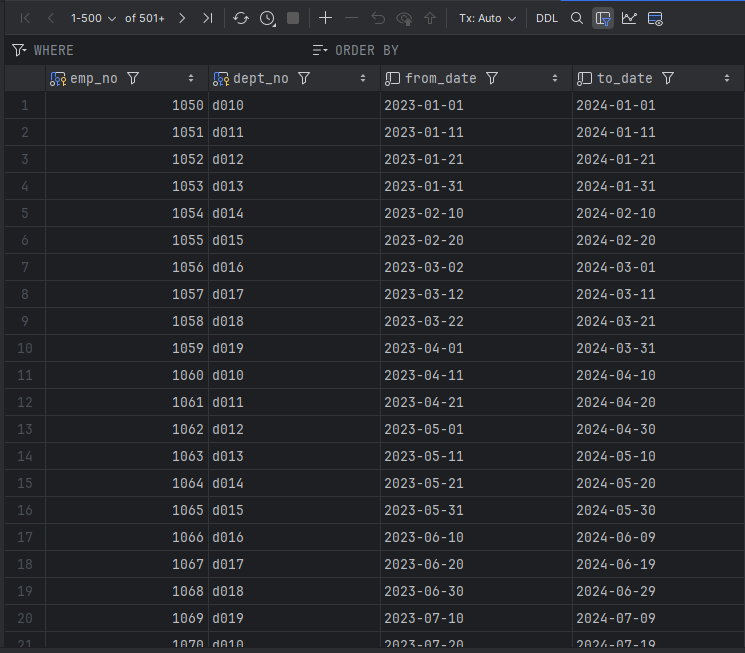 1-500 of 501+ Tx: Auto DDL
WHERE ORDER BY
emp_no dept_no from_date to_date
1 1050 d010 2023-01-01 2024-01-01
2 1051 d011 2023-01-11 2024-01-11
3 1052 d012 2023-01-21 2024-01-21
4 1053 d013 2023-01-31 2024-01-31
5 1054 d014 2023-02-10 2024-02-10
6 1055 d015 2023-02-20 2024-02-20
7 1056 d016 2023-03-02 2024-03-01
8 1057 d017 2023-03-12 2024-03-11
9 1058 d018 2023-03-22 2024-03-21
10 1059 d019 2023-04-01 2024-03-31
11 1060 d010 2023-04-11 2024-04-10
12 1061 d011 2023-04-21 2024-04-20
13 1062 d012 2023-05-01 2024-04-30
14 1063 d013 2023-05-11 2024-05-10
15 1064 d014 2023-05-21 2024-05-20
16 1065 d015 2023-05-31 2024-05-30
17 1066 d016 2023-06-10 2024-06-09
18 1067 d017 2023-06-20 2024-06-19
19 1068 d018 2023-06-30 2024-06-29
20 1069 d019 2023-07-10 2024-07-09
21 1070 d010 2023-07-20 2024-07-19